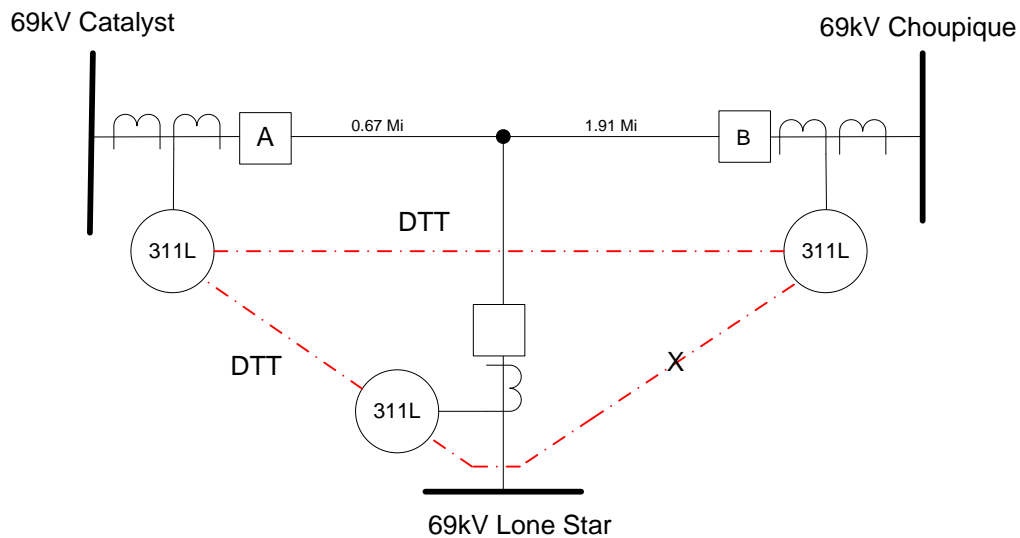 69kV Catalyst
69kV Choupique
A
0.67 Mi
1.91 Mi
B
311L
DTT
311L
DTT
X
311L
69kV Lone Star